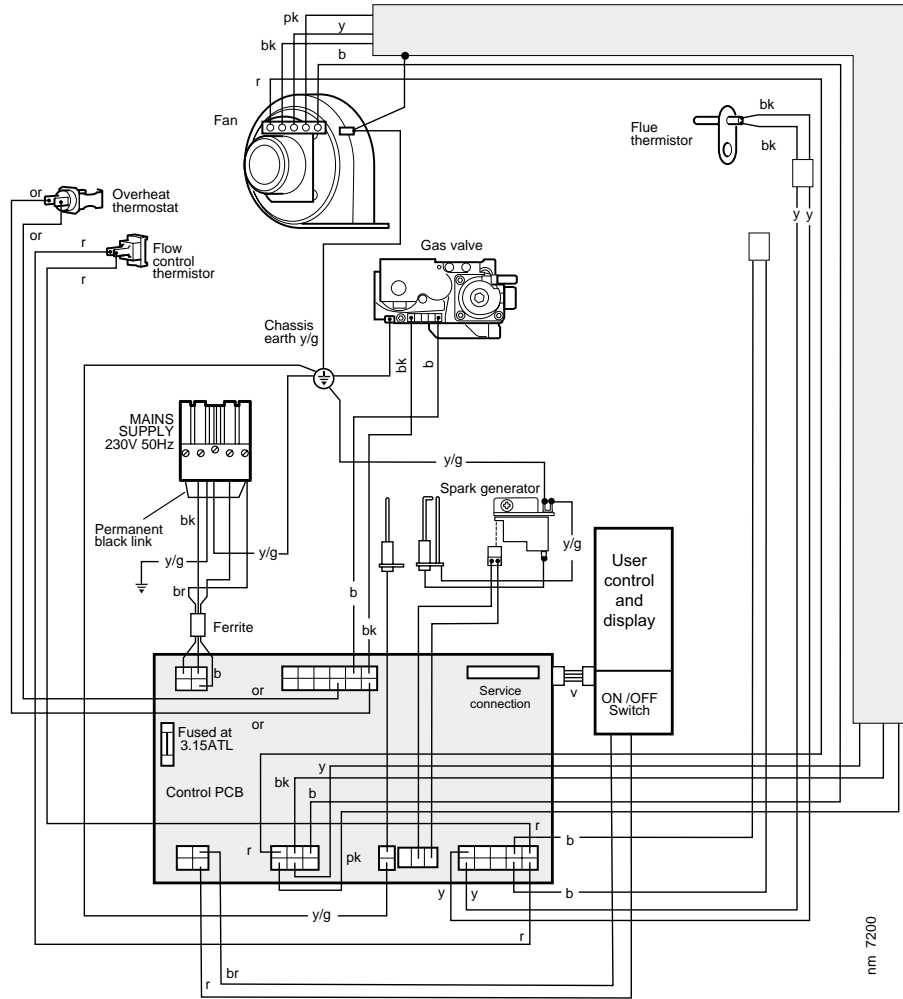 pk
y
bk
b
r
Fan
bk
Flue
thermistor
bk
or
Overheat
thermostat
or
r
Flow
control
thermistor
r
y y
Gas valve
Chassis
earth y/g
bk
b
MAINS
SUPPLY
230V 50Hz
y/g
Spark generator
Permanent
black link
bk
y/g
y/g
y/g
br
User
control
and
display
Ferrite
b
bk
b
or
Service
connection
v
ON /OFF
Switch
or
Fused at
3.15ATL
y
bk
Control PCB
b
r
b
r
pk
y
y
b
y/g
r
br
r
nm 7200